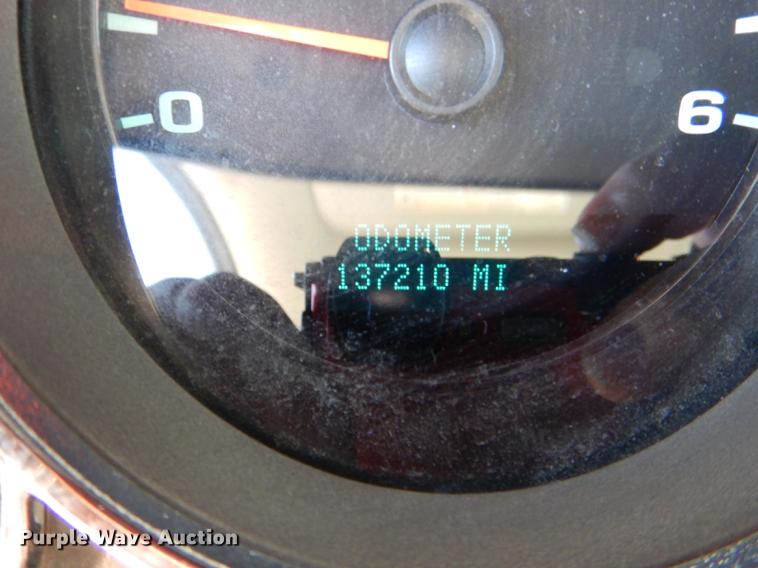 0
6
ODOMETER
137210 MI
Purple Wave Auction